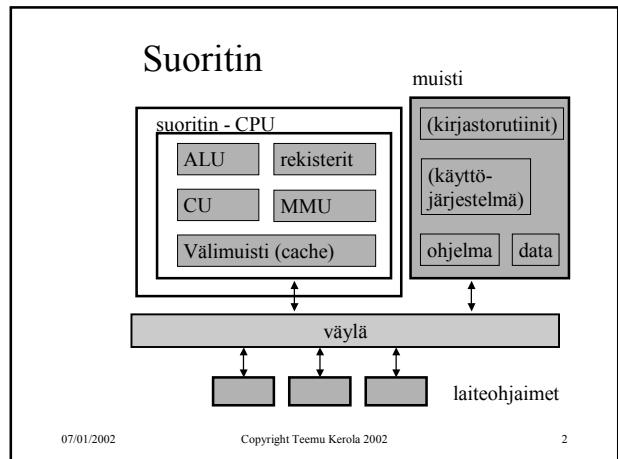 Suoritin
muisti
suoritin - CPU
ALU
rekisterit
CU
MMU
Välimuisti (cache)
(kirjastorutiinit)
(käyttö-
järjestelmä)
ohjelma
data
väylä
laiteohjaimet
07/01/2002
Copyright Teemu Kerola 2002
2